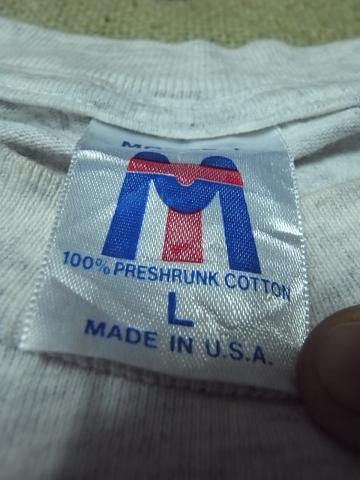 100% PRESHRUNK COTTON
L
MADE IN U.S.A.